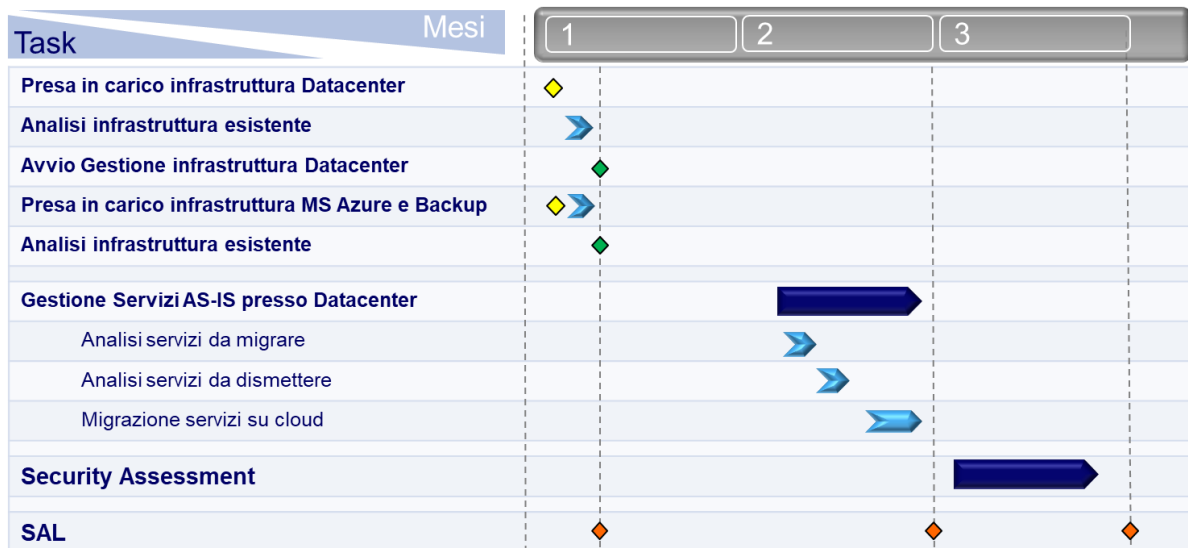 Mesi
Task
1
2
3
Presa in carico infrastruttura Datacenter
Analisi infrastruttura esistente
Avvio Gestione infrastruttura Datacenter
Presa in carico infrastruttura MS Azure e Backup
Analisi infrastruttura esistente
Gestione Servizi AS-IS presso Datacenter
Analisi servizi da migrare
Analisi servizi da dismettere
Migrazione servizi su cloud
Security Assessment
SAL